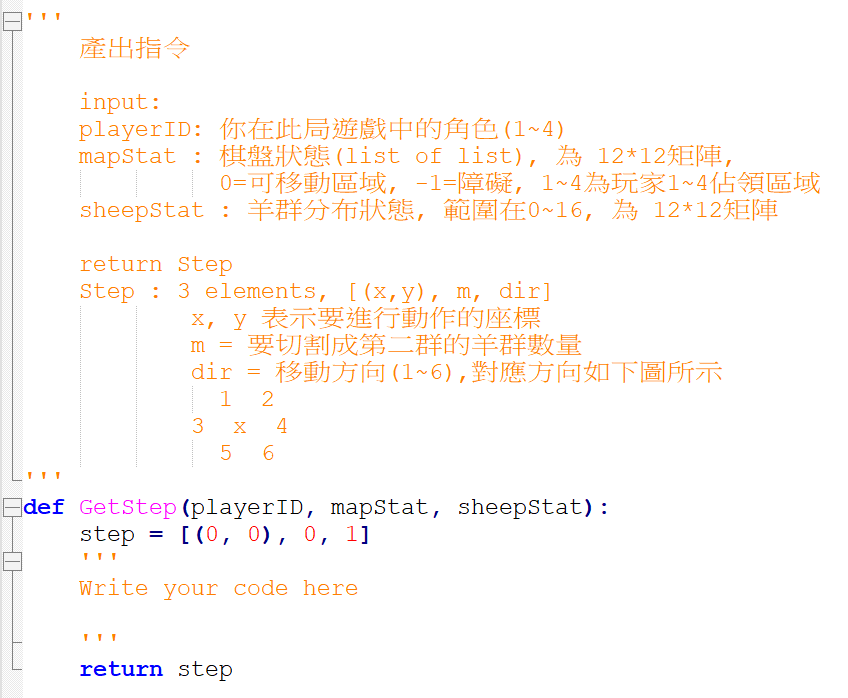 '''
產出指令
input:
playerID: 你在此局遊戲中的角色(1~4)
mapStat : 棋盤狀態(list of list), 為 12*12矩陣,
0=可移動區域, -1=障礙, 1~4為玩家1~4佔領區域
sheepStat : 羊群分布狀態, 範圍在0~16, 為 12*12矩陣
return Step
Step : 3 elements, [(x,y), m, dir]
x, y 表示要進行動作的座標
m = 要切割成第二群的羊群數量
dir = 移動方向(1~6),對應方向如下圖所示
1 2
3 x 4
5 6
'''
def GetStep(playerID, mapStat, sheepStat):
step = [(0, 0), 0, 1]
'''
Write your code here
'''
return step